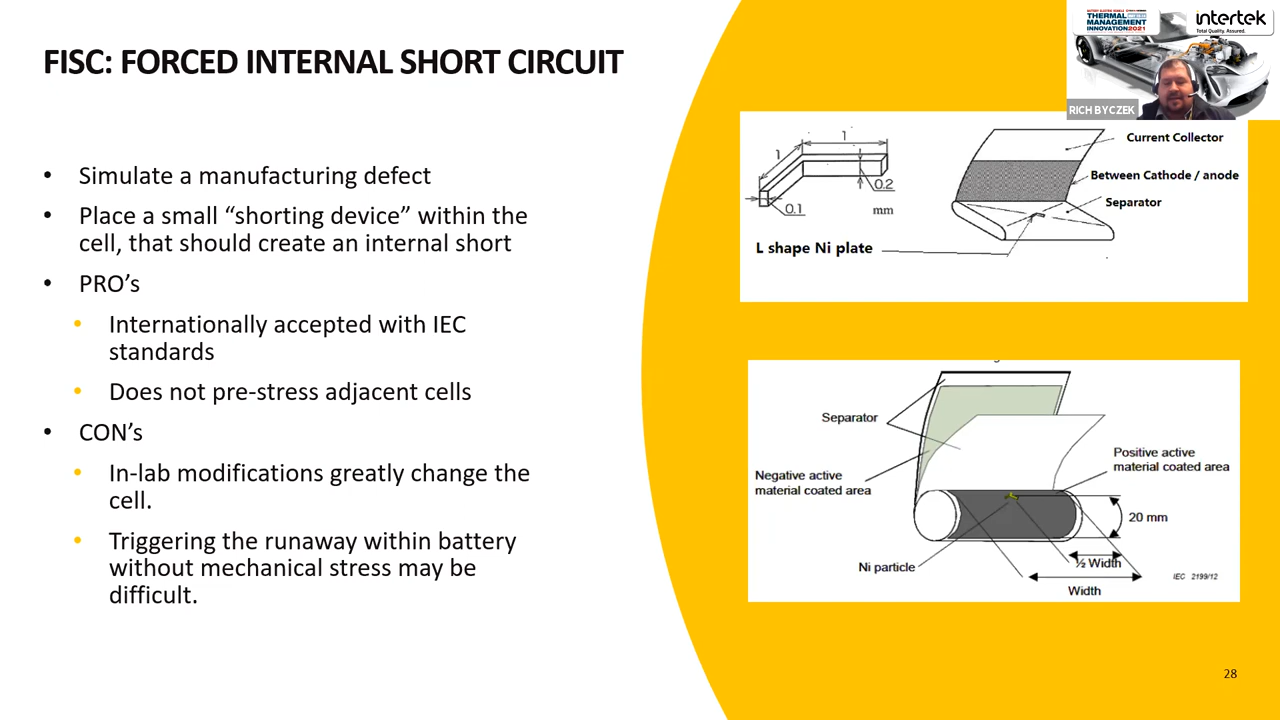 FISC: FORCED INTERNAL SHORT CIRCUIT
THERMAL
MANAGEMENT
INNOVATION2021
intertek
Total Quality. Assured.
RICH BYCZEK
• Simulate a manufacturing defect
• Place a small “shorting device” within the
cell, that should create an internal short
• PRO’s
• Internationally accepted with IEC
standards
• Does not pre-stress adjacent cells
• CON’s
• In-lab modifications greatly change the
cell.
• Triggering the runaway within battery
without mechanical stress may be
difficult.
1
1
0.2
0.1
mm
L shape Ni plate
Current Collector
Between Cathode / anode
Separator
Separator
Negative active
material coated area
Positive active
material coated area
20 mm
Ni particle
½ Width
Width
IEC 2199/12
28